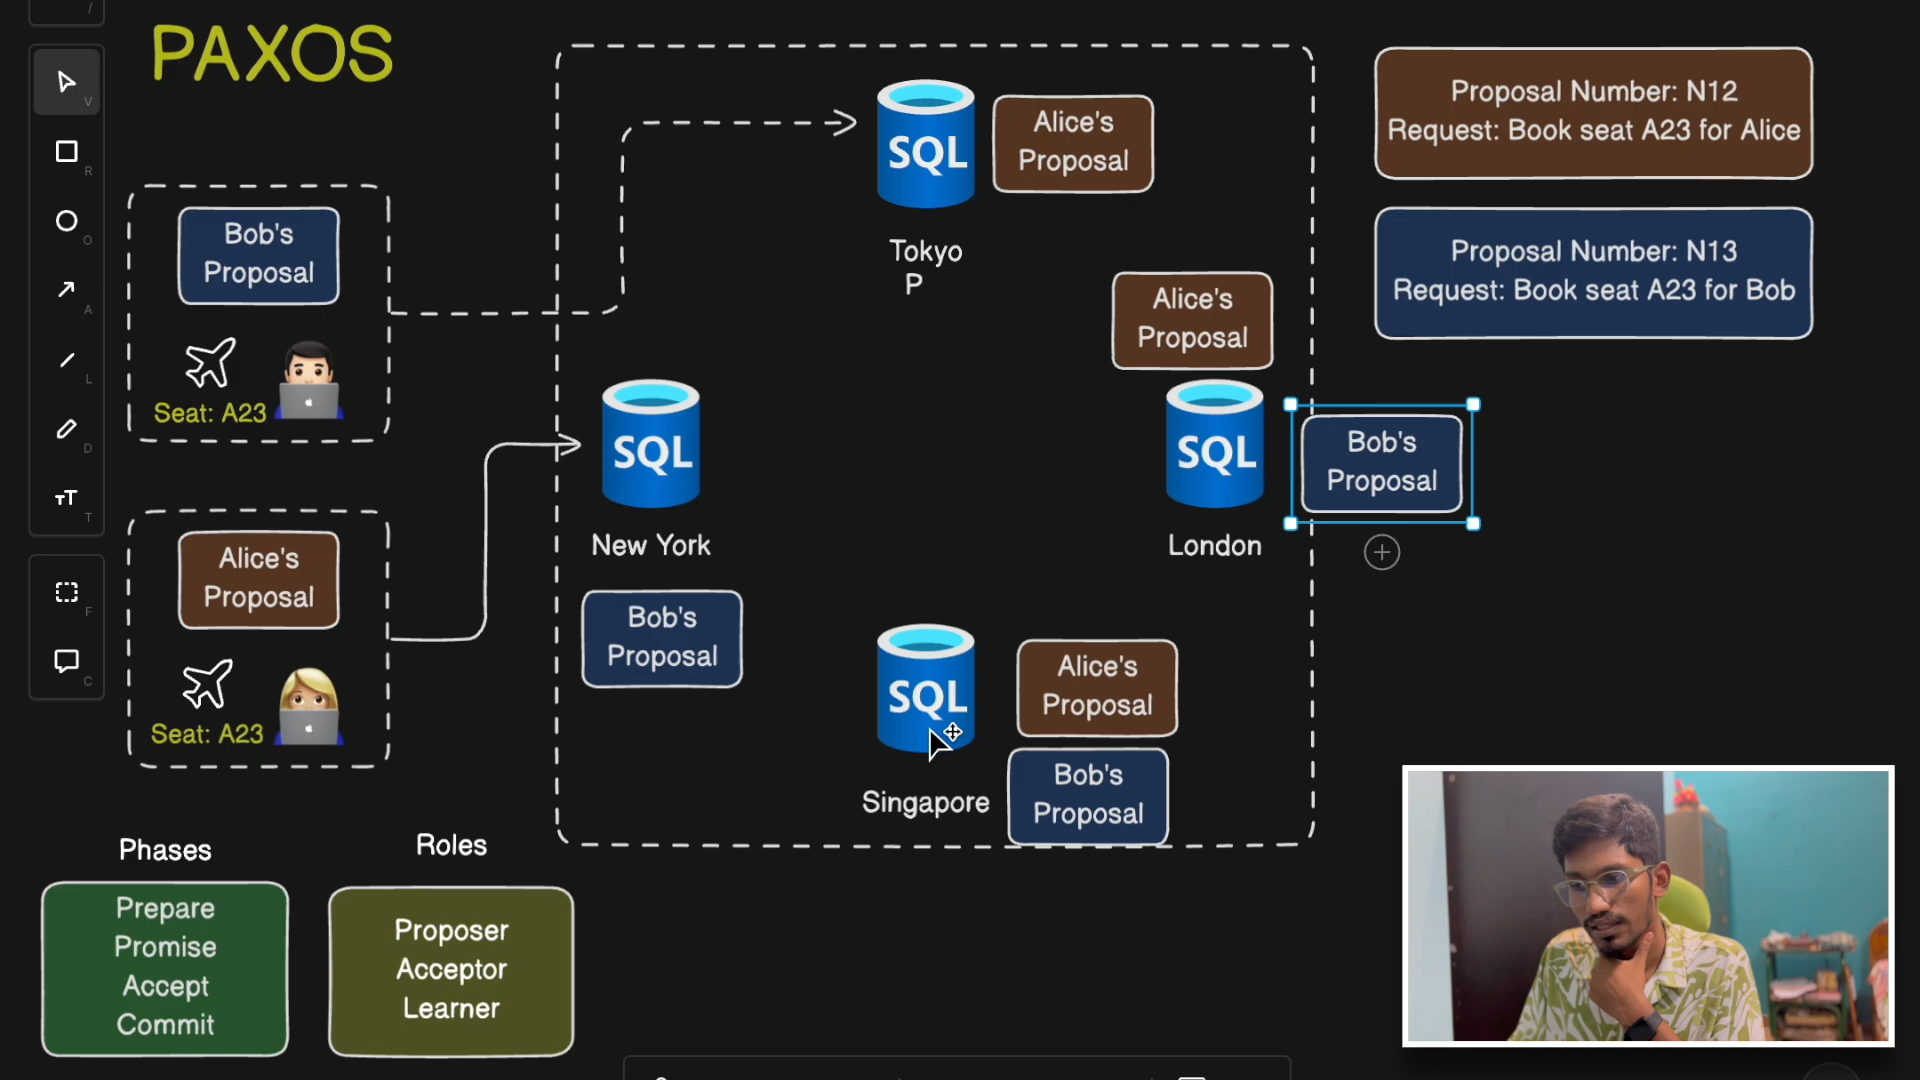 PAXOS
/
V
R
O
A
L
D
T
F
C
Bob's
Proposal
Seat: A23
Alice's
Proposal
Seat: A23
SQL
Alice's
Proposal
Tokyo
P
SQL
New York
Bob's
Proposal
Alice's
Proposal
SQL
London
Bob's
Proposal
SQL
Singapore
Alice's
Proposal
Bob's
Proposal
Proposal Number: N12
Request: Book seat A23 for Alice
Proposal Number: N13
Request: Book seat A23 for Bob
Phases
Prepare
Promise
Accept
Commit
Roles
Proposer
Acceptor
Learner